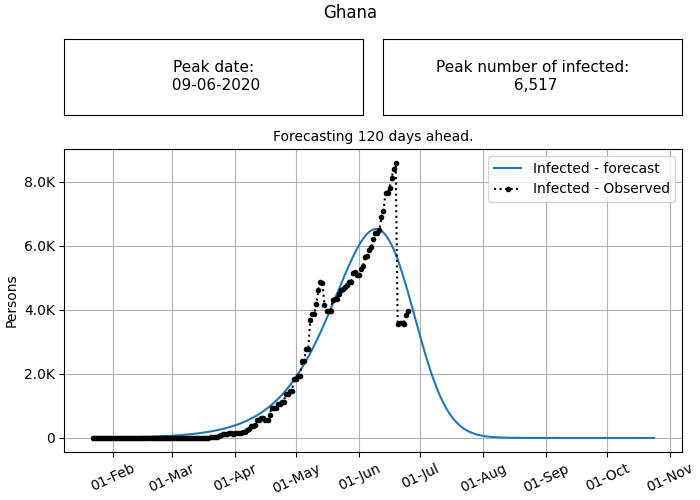 Ghana
Peak date:
09-06-2020
Peak number of infected:
6,517
Forecasting 120 days ahead.
Infected - forecast
Infected - Observed
Persons
8.0K
6.0K
4.0K
2.0K
0
01-Feb
01-Mar
01-Apr
01-May
01-Jun
01-Jul
01-Aug
01-Sep
01-Oct
01-Nov